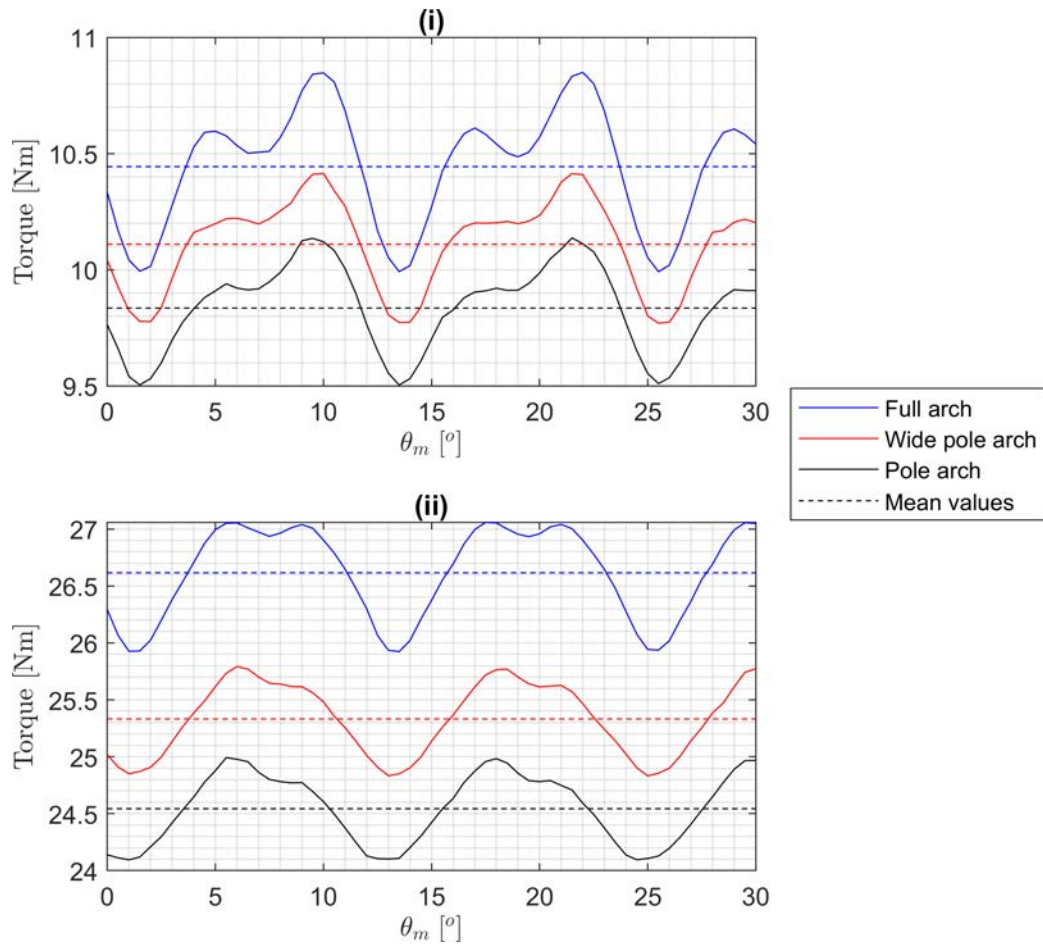 (i)
Torque [Nm]
11
10.5
10
9.5
0 5 10 15 20 25 30
θm [o]
Full arch
Wide pole arch
Pole arch
Mean values
(ii)
Torque [Nm]
27
26.5
26
25.5
25
24.5
24
0 5 10 15 20 25 30
θm [o]